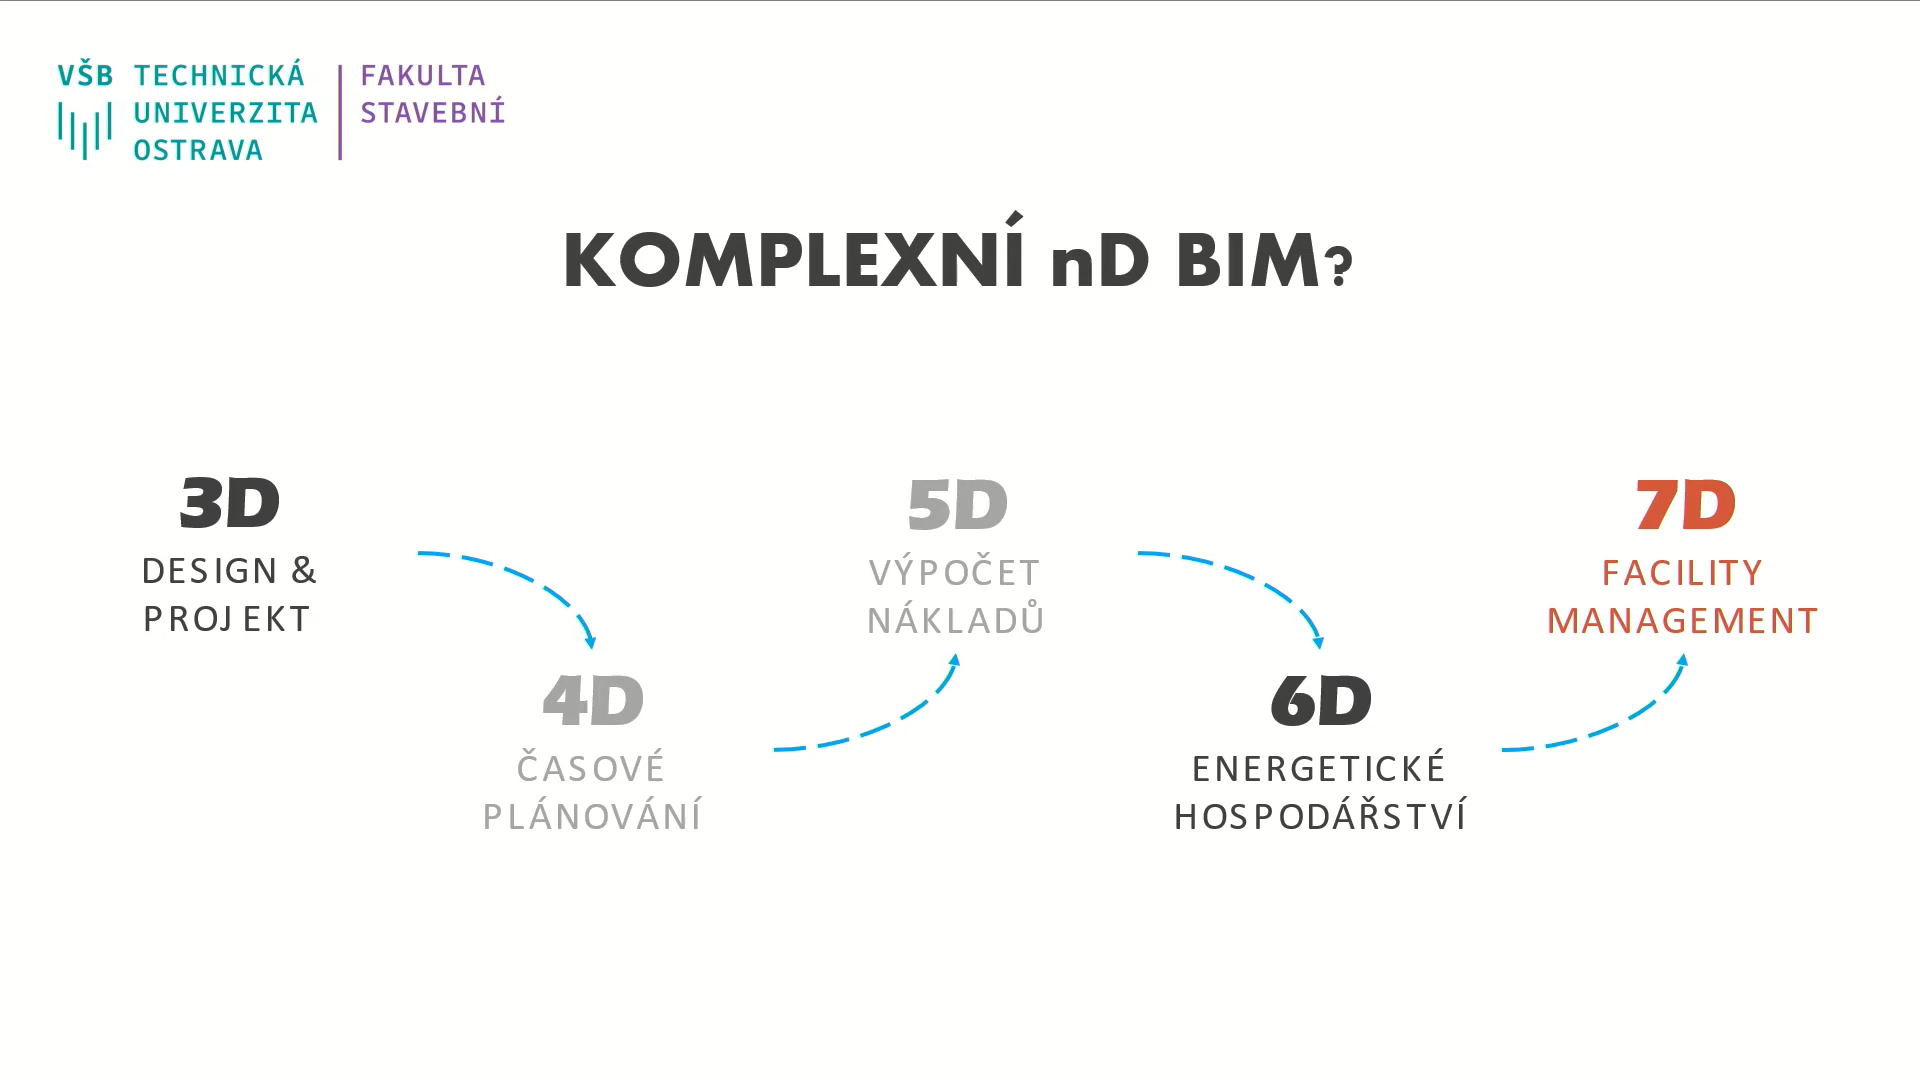 VŠB TECHNICKÁ
UNIVERZITA
OSTRAVA
FAKULTA
STAVEBNÍ
KOMPLEXNÍ nD BIM?
3D
DESIGN &
PROJEKT
4D
ČASOVÉ
PLÁNOVÁNÍ
5D
VÝPOČET
NÁKLADŮ
6D
ENERGETICKÉ
HOSPODÁŘSTVÍ
7D
FACILITY
MANAGEMENT